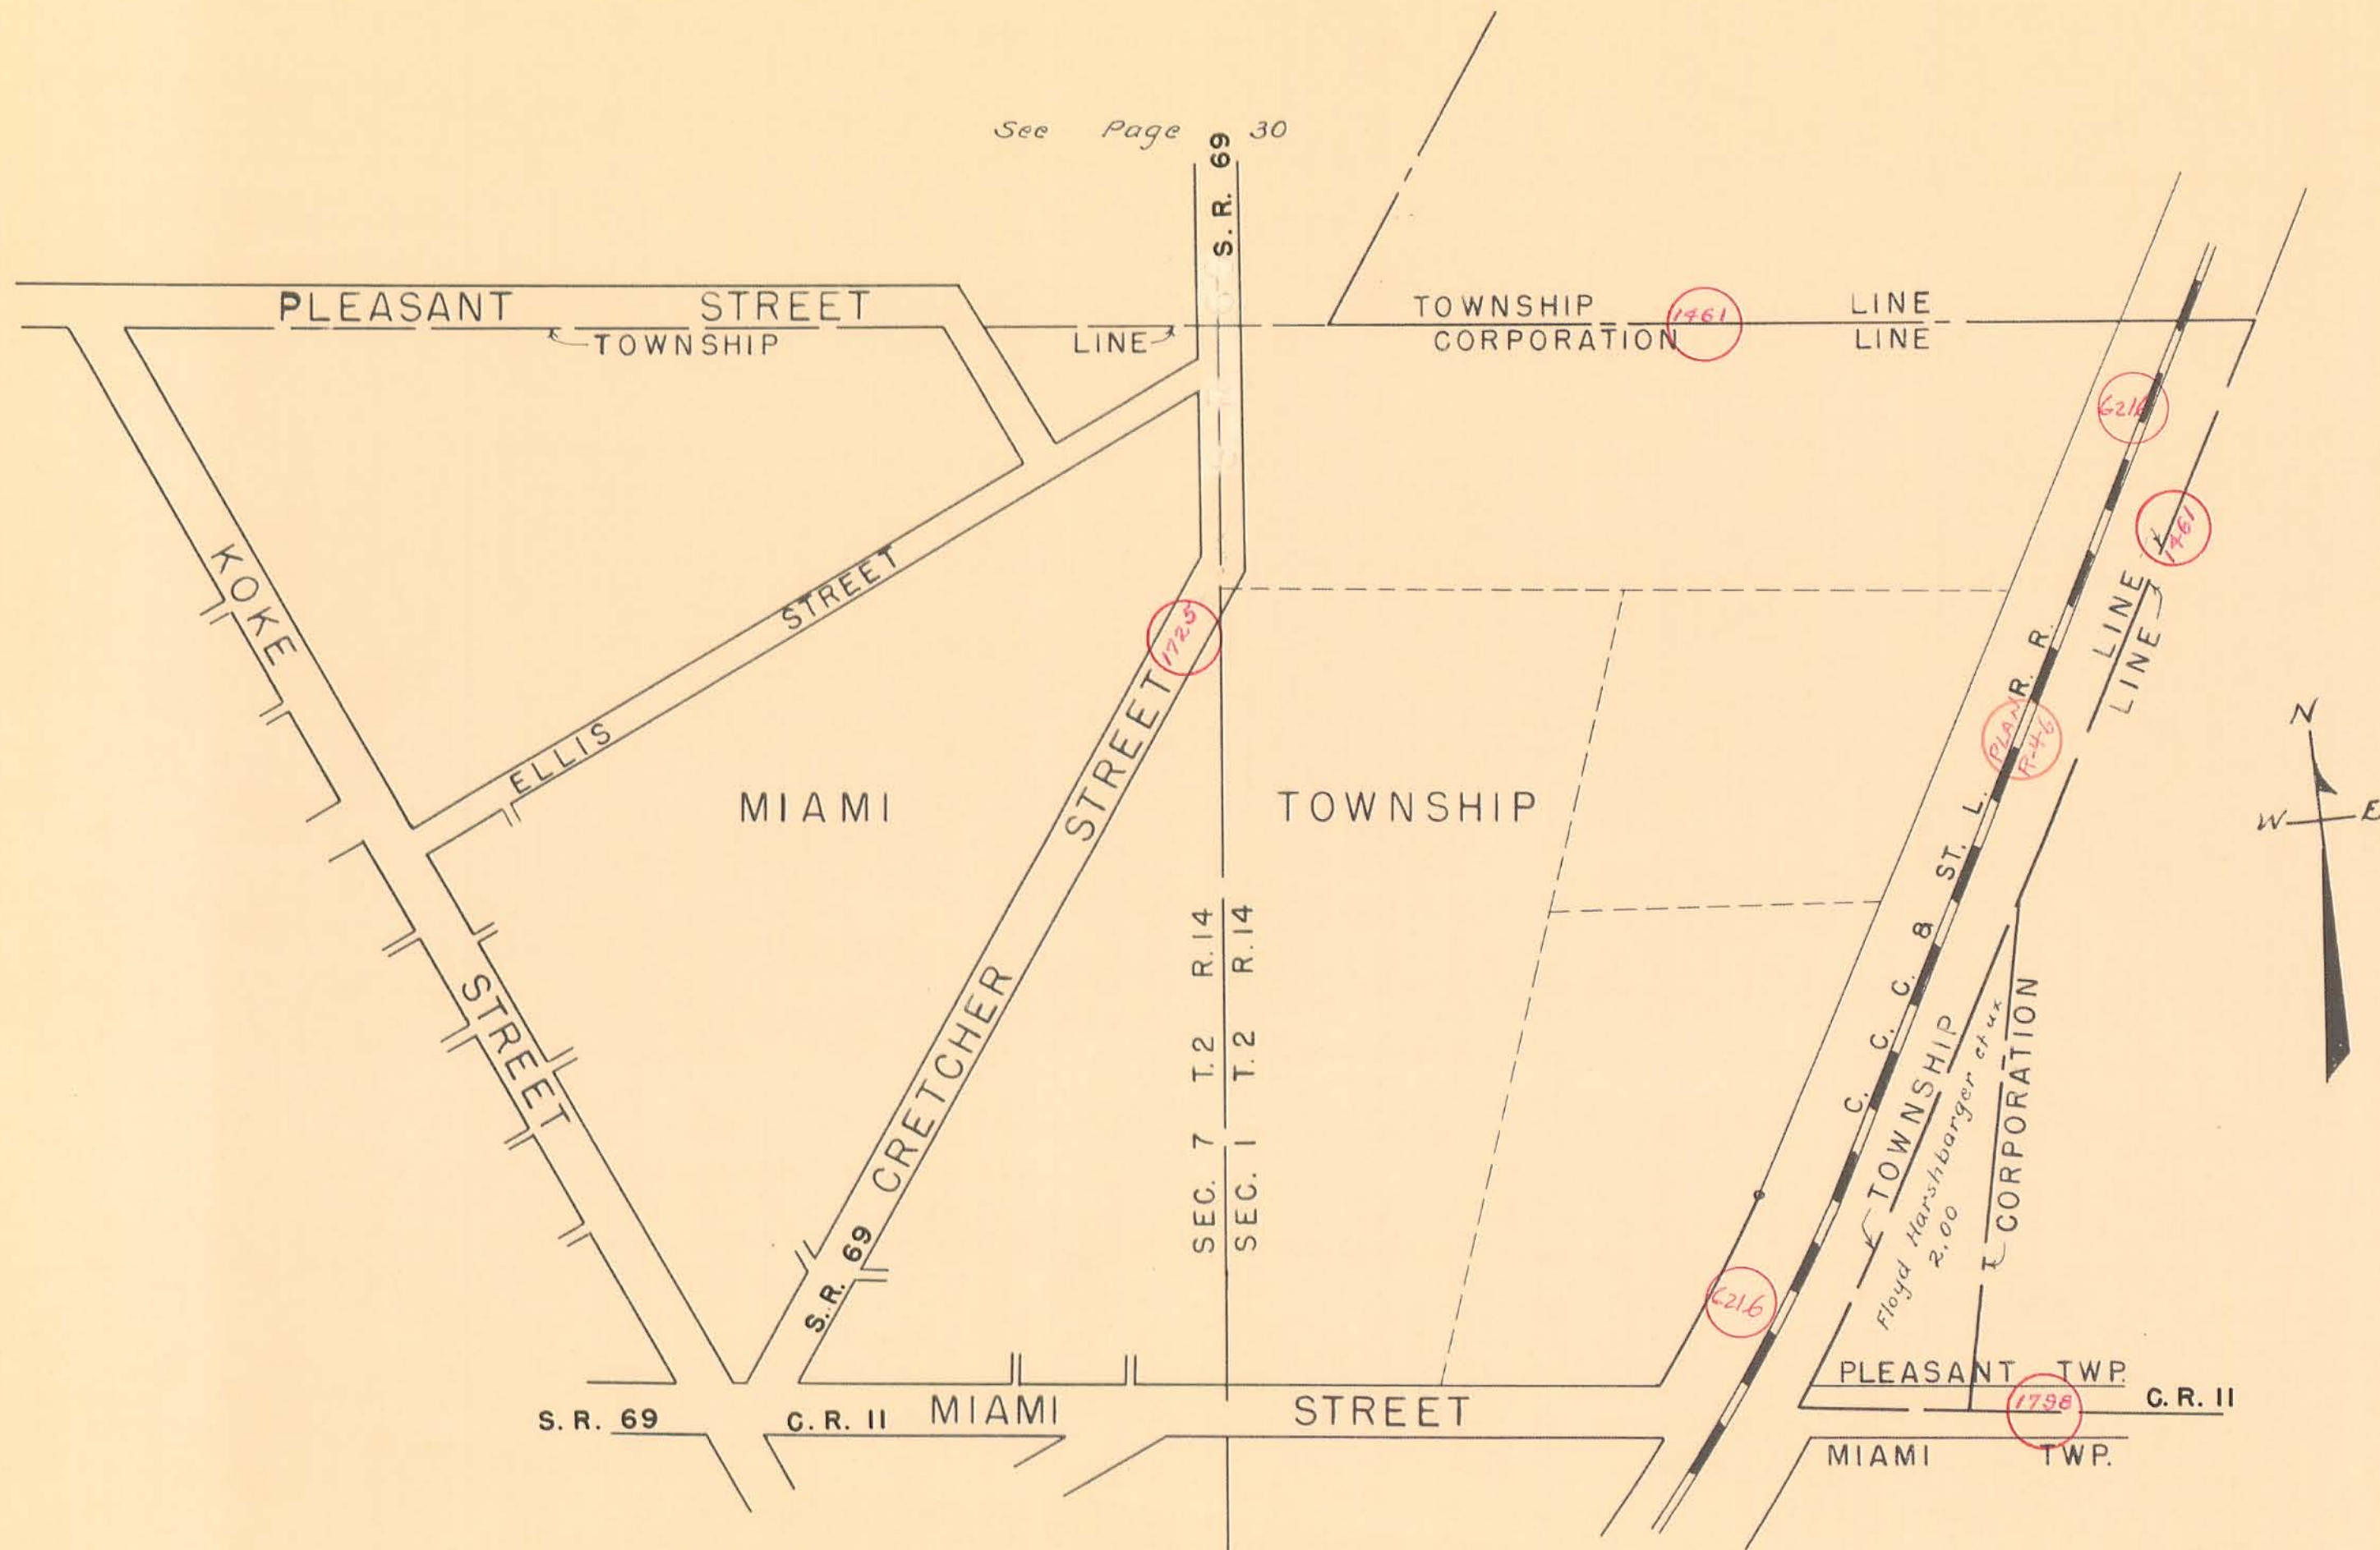 See Page 30
S. R. 69
PLEASANT STREET
TOWNSHIP LINE
TOWNSHIP LINE
CORPORATION LINE
1461
6216
1461
KOKE STREET
ELLIS STREET
1725
CRETCHER STREET
S.R. 69
MIAMI TOWNSHIP
SEC. 7 T.2 R.14
SEC. 1 T.2 R.14
C. C. C. & ST. L. R. R.
PLAN
R-46
TOWNSHIP LINE
CORPORATION LINE
Floyd Harshbarger et ux
2.00
6216
N
W E
PLEASANT TWP.
1798
C. R. 11
MIAMI TWP.
S. R. 69
C. R. 11
MIAMI STREET